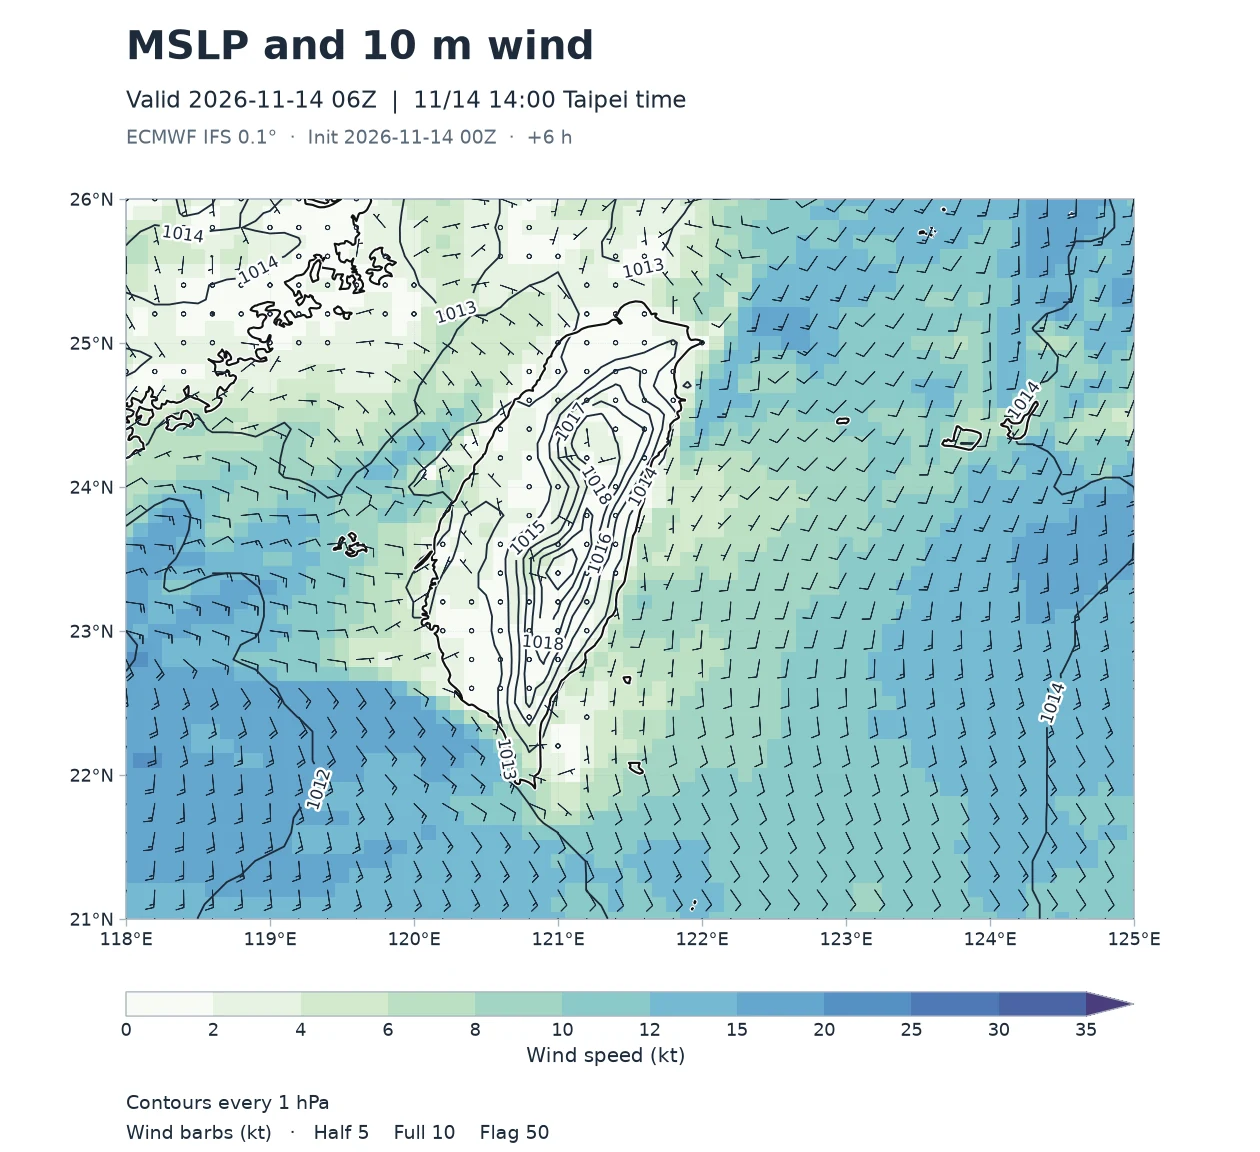 MSLP and 10 m wind
Valid 2026-11-14 06Z | 11/14 14:00 Taipei time
ECMWF IFS 0.1° · Init 2026-11-14 00Z · +6 h
26°N
25°N
24°N
23°N
22°N
21°N
1014
1014
1013
1013
1017
1018
1014
1015
1016
1018
1013
1012
1014
1014
118°E 119°E 120°E 121°E 122°E 123°E 124°E 125°E
0 2 4 6 8 10 12 15 20 25 30 35
Wind speed (kt)
Contours every 1 hPa
Wind barbs (kt) · Half 5 Full 10 Flag 50